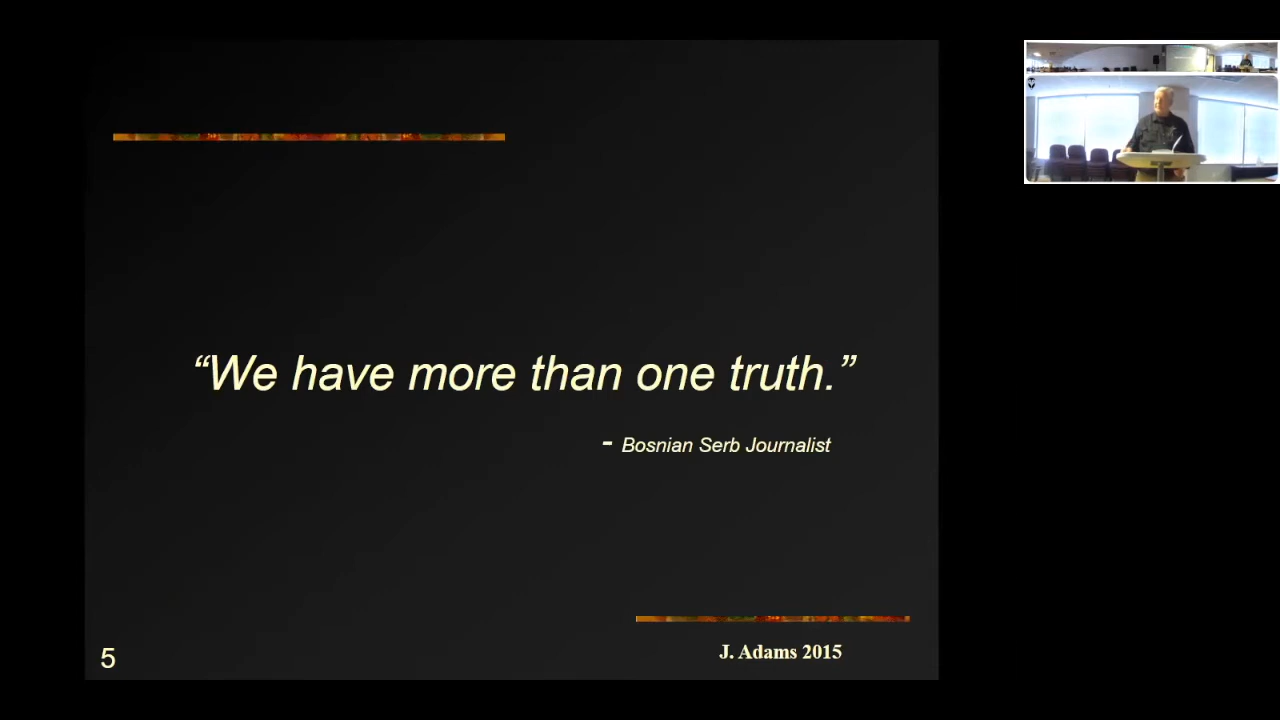 “We have more than one truth.”
- Bosnian Serb Journalist
5
J. Adams 2015